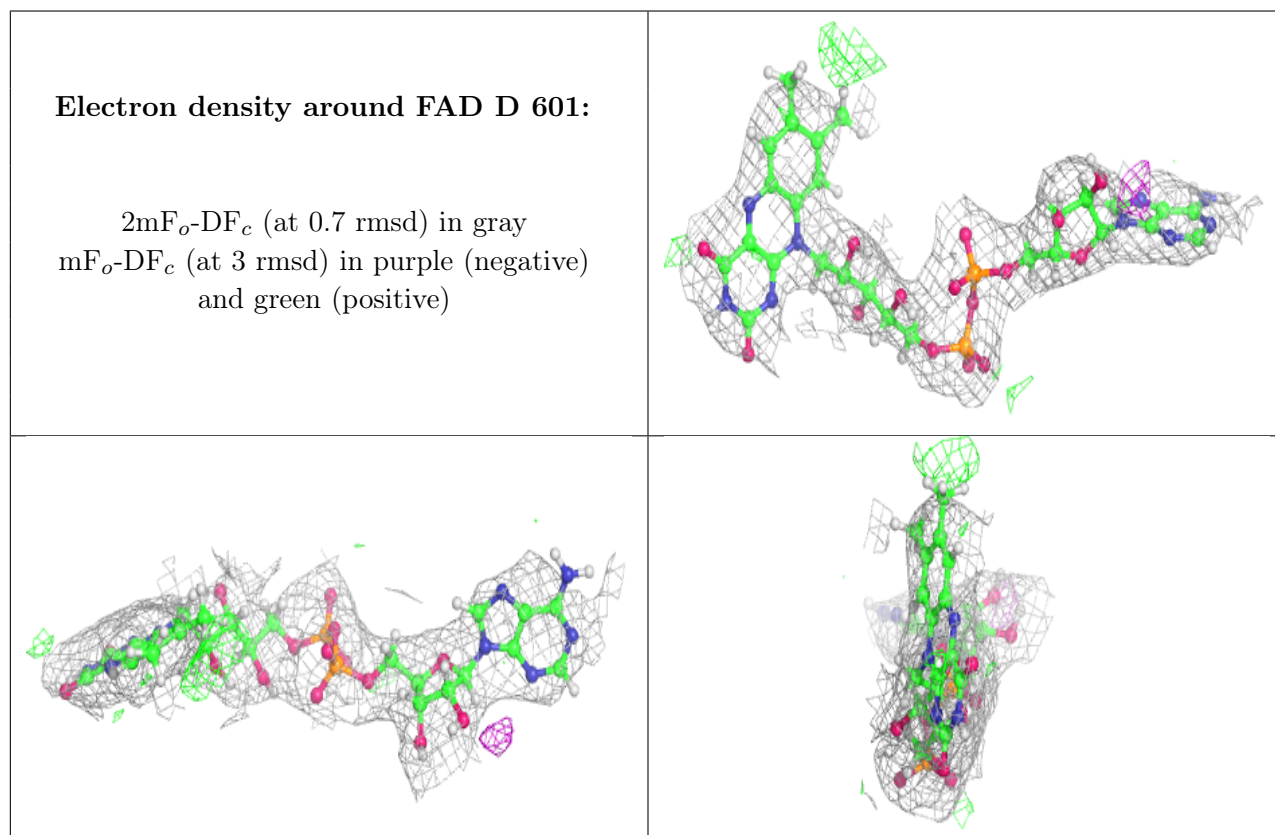 Electron density around FAD D 601:
2mFo-DFc (at 0.7 rmsd) in gray
mFo-DFc (at 3 rmsd) in purple (negative)
and green (positive)